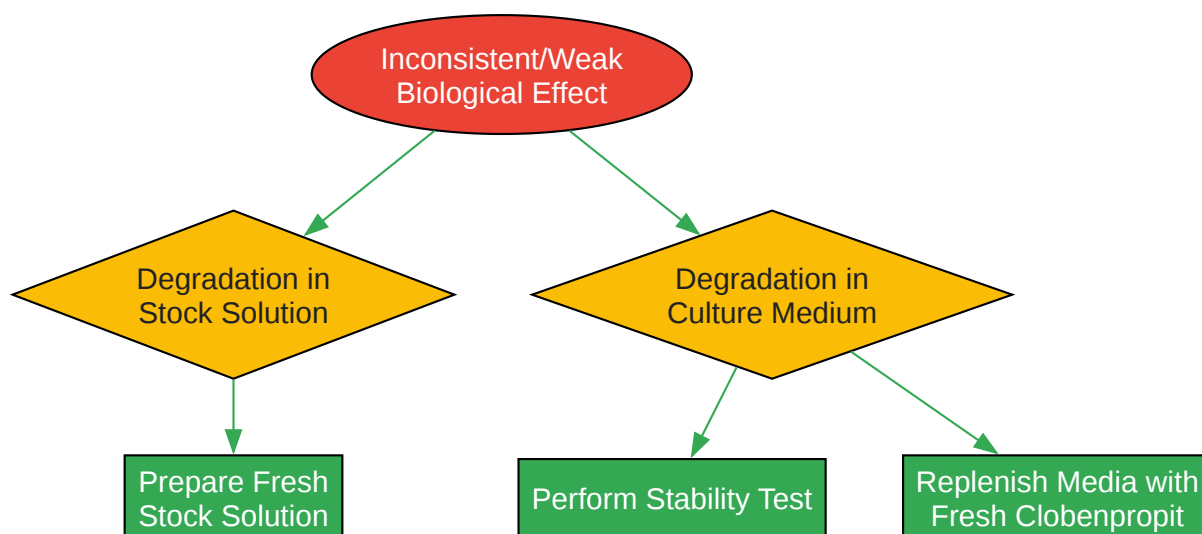 Inconsistent/Weak
Biological Effect
Degradation in
Stock Solution
Degradation in
Culture Medium
Prepare Fresh
Stock Solution
Perform Stability Test
Replenish Media with
Fresh Clobenpropit